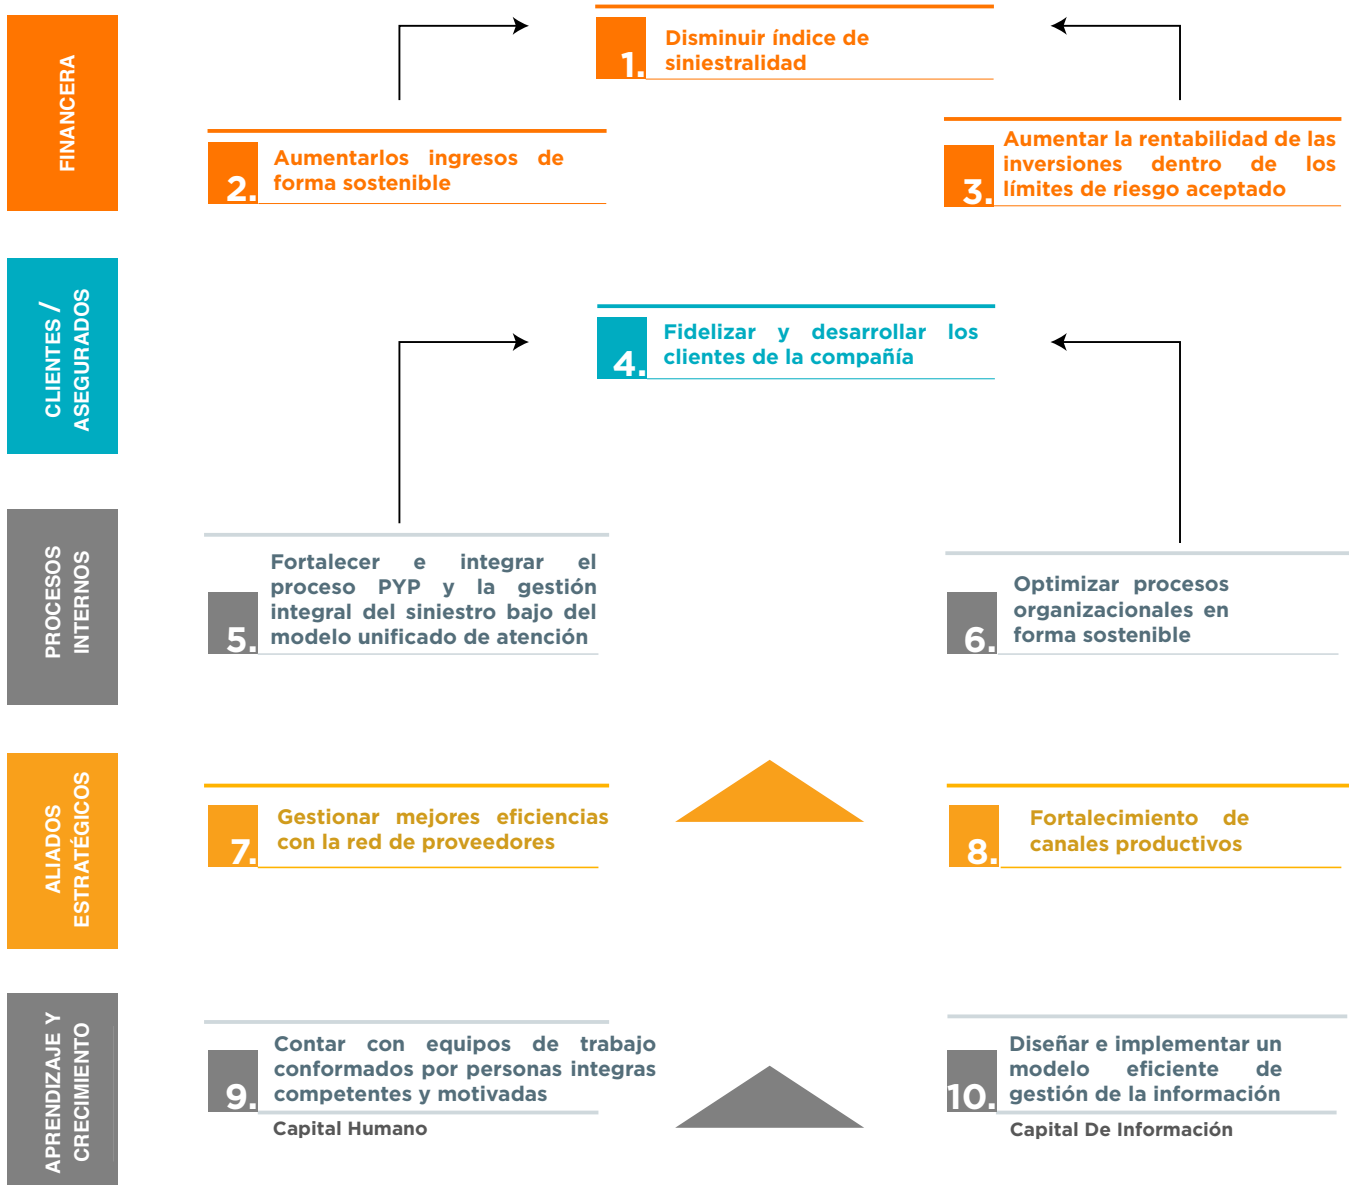 FINANCERA
1.
Disminuir índice de
siniestralidad
2.
Aumentarlos ingresos de
forma sostenible
3.
Aumentar la rentabilidad de las
inversiones dentro de los
límites de riesgo aceptado
CLIENTES /
ASEGURADOS
4.
Fidelizar y desarrollar los
clientes de la compañía
PROCESOS
INTERNOS
5.
Fortalecer e integrar el
proceso PYP y la gestión
integral del siniestro bajo del
modelo unificado de atención
6.
Optimizar procesos
organizacionales en
forma sostenible
ALIADOS
ESTRATÉGICOS
7.
Gestionar mejores eficiencias
con la red de proveedores
8.
Fortalecimiento de
canales productivos
APRENDIZAJE Y
CRECIMIENTO
9.
Contar con equipos de trabajo
conformados por personas integras
competentes y motivadas
Capital Humano
10.
Diseñar e implementar un
modelo eficiente de
gestión de la información
Capital De Información